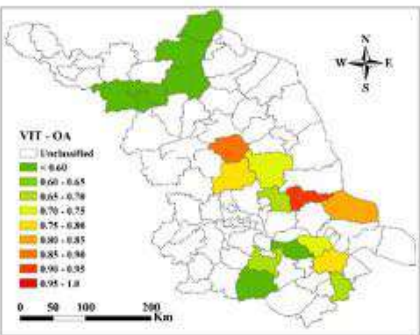 N
W E
S
VIT - OA
Unclassified
< 0.60
0.60 - 0.65
0.65 - 0.70
0.70 - 0.75
0.75 - 0.80
0.80 - 0.85
0.85 - 0.90
0.90 - 0.95
0.95 - 1.0
0 50 100 200
Km